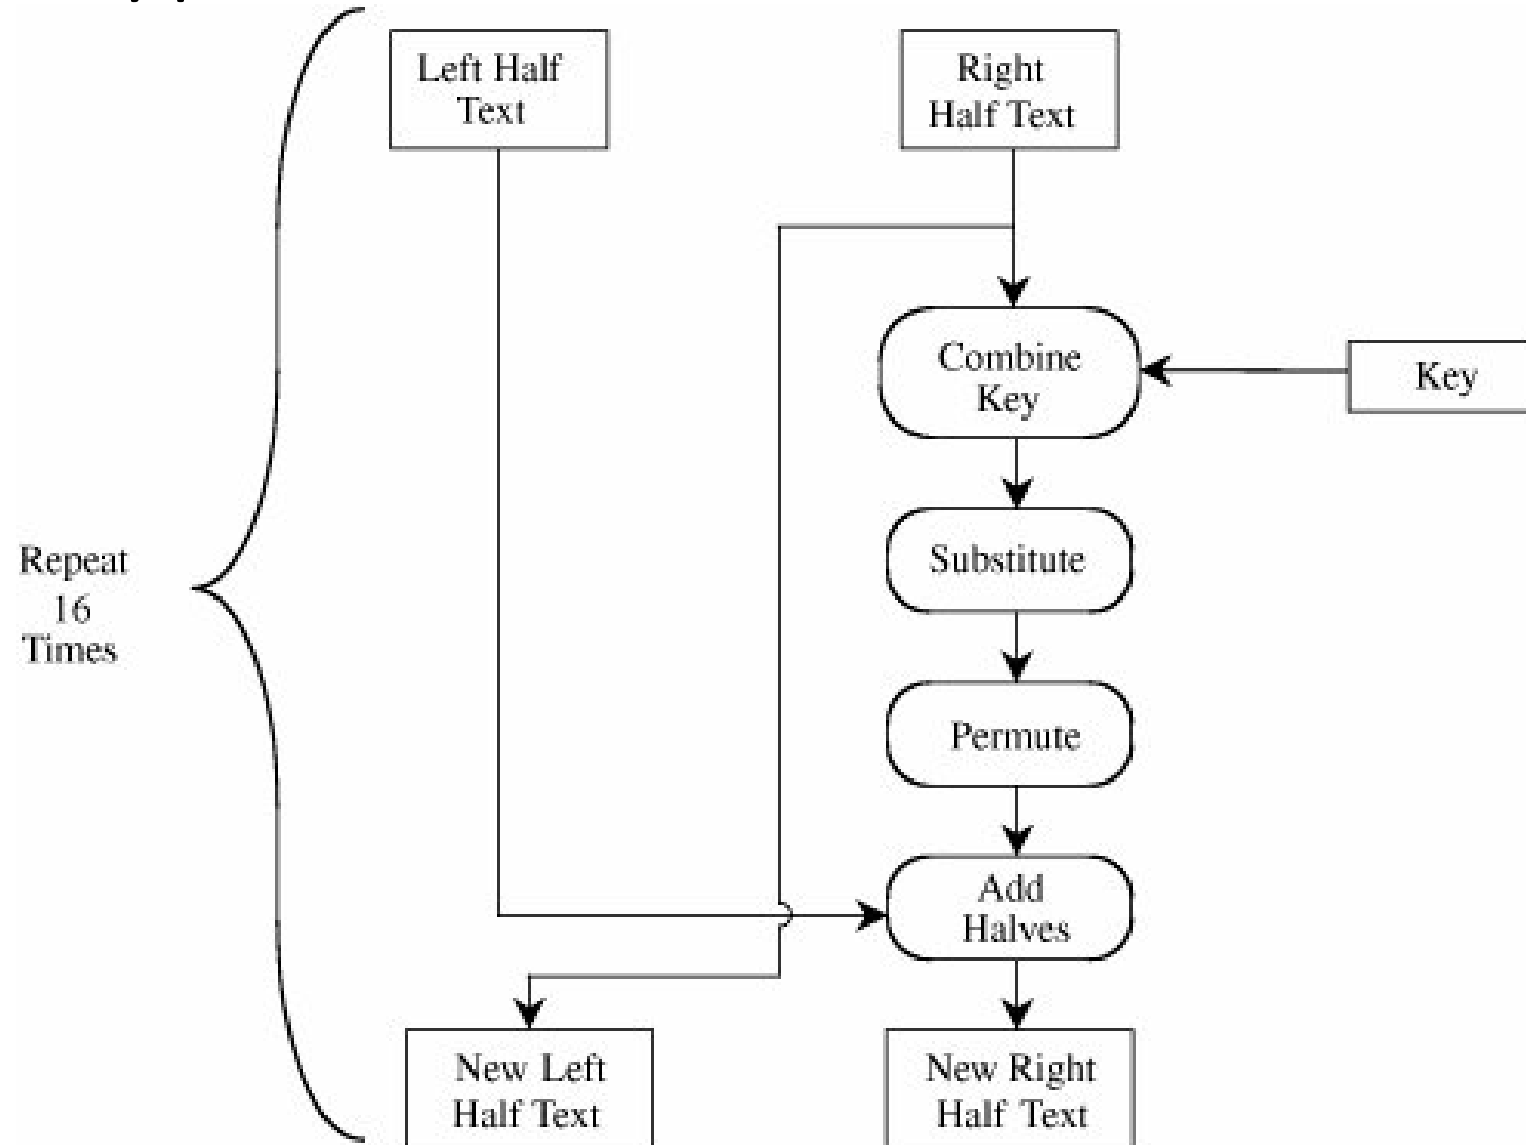 Left Half
Text
Right
Half Text
Combine
Key
Key
Substitute
Repeat
16
Times
Permute
Add
Halves
New Left
Half Text
New Right
Half Text